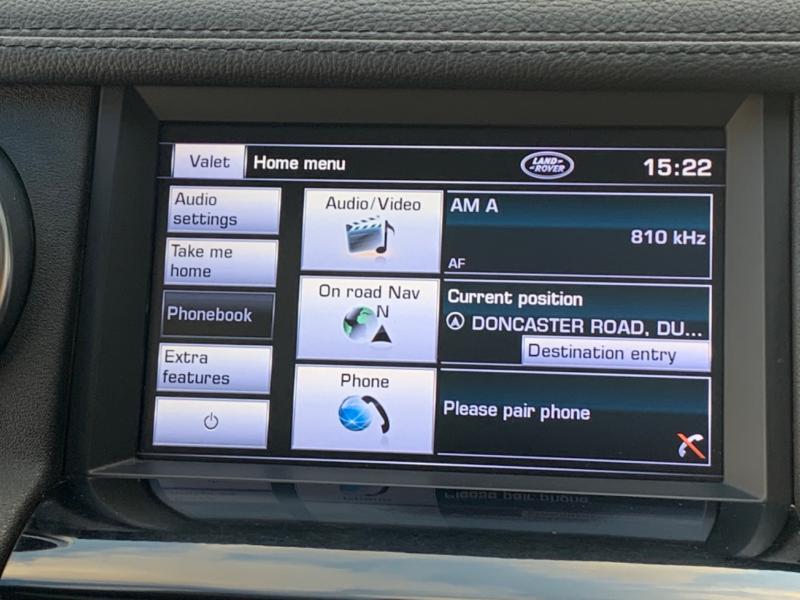 Valet
Home menu
LAND-
-ROVER
15:22
Audio
settings
Take me
home
Phonebook
Extra
features
Audio/Video
AM A
810 kHz
AF
On road Nav
N
Current position
DONCASTER ROAD, DU...
Destination entry
Phone
Please pair phone